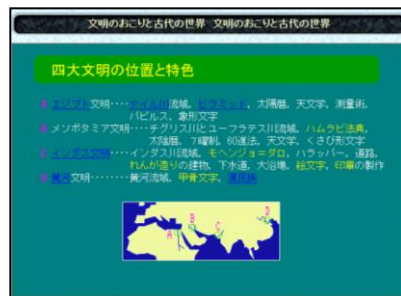 文明のおこりと古代の世界 文明のおこりと古代の世界
四大文明の位置と特色
A エジプト文明････ナイル川流域, ピラミッド, 太陽暦, 天文学, 測量術,
パピルス, 象形文字
B メソポタミア文明････チグリス川とユーフラテス川流域, ハムラビ法典,
太陰暦, 7曜制, 60進法, 天文学, くさび形文字
C インダス文明････インダス川流域, モヘンジョ=ダロ, ハラッパー, 道路,
れんが造りの建物, 下水道, 大浴場, 絵文字, 印章の製作
D 黄河文明････････黄河流域, 甲骨文字,
A
B
C
D